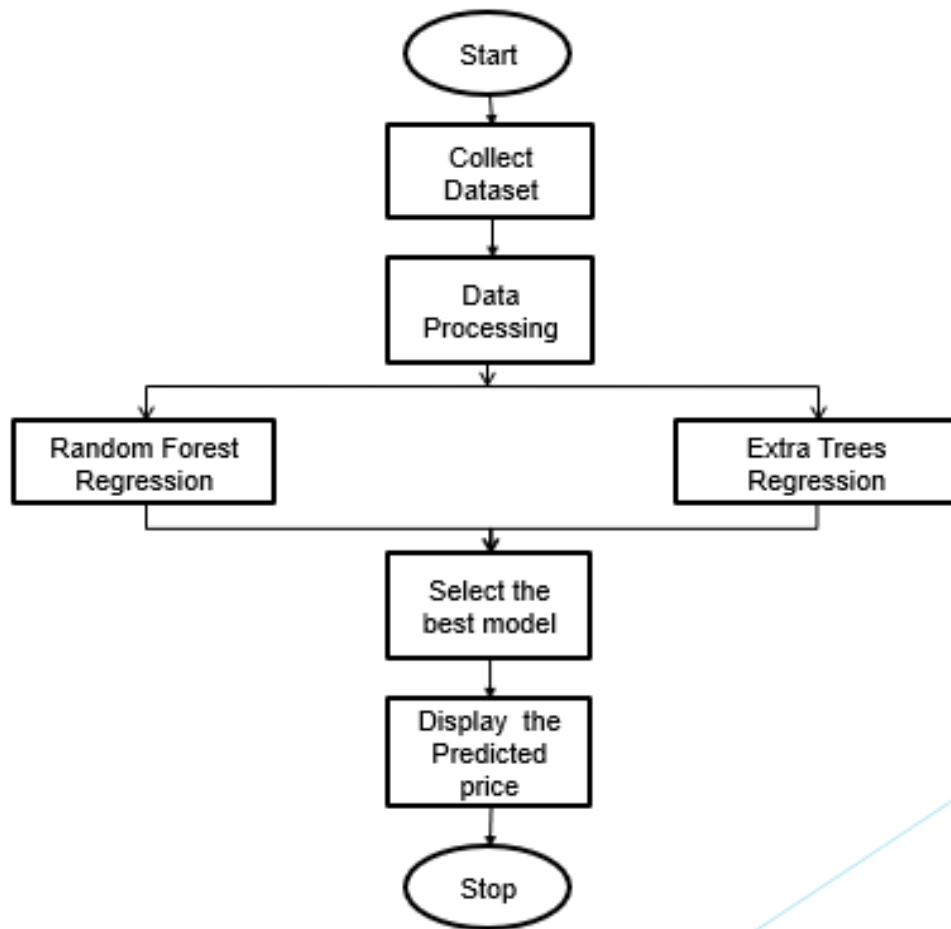 Start
Collect
Dataset
Data
Processing
Random Forest
Regression
Extra Trees
Regression
Select the
best model
Display the
Predicted
price
Stop